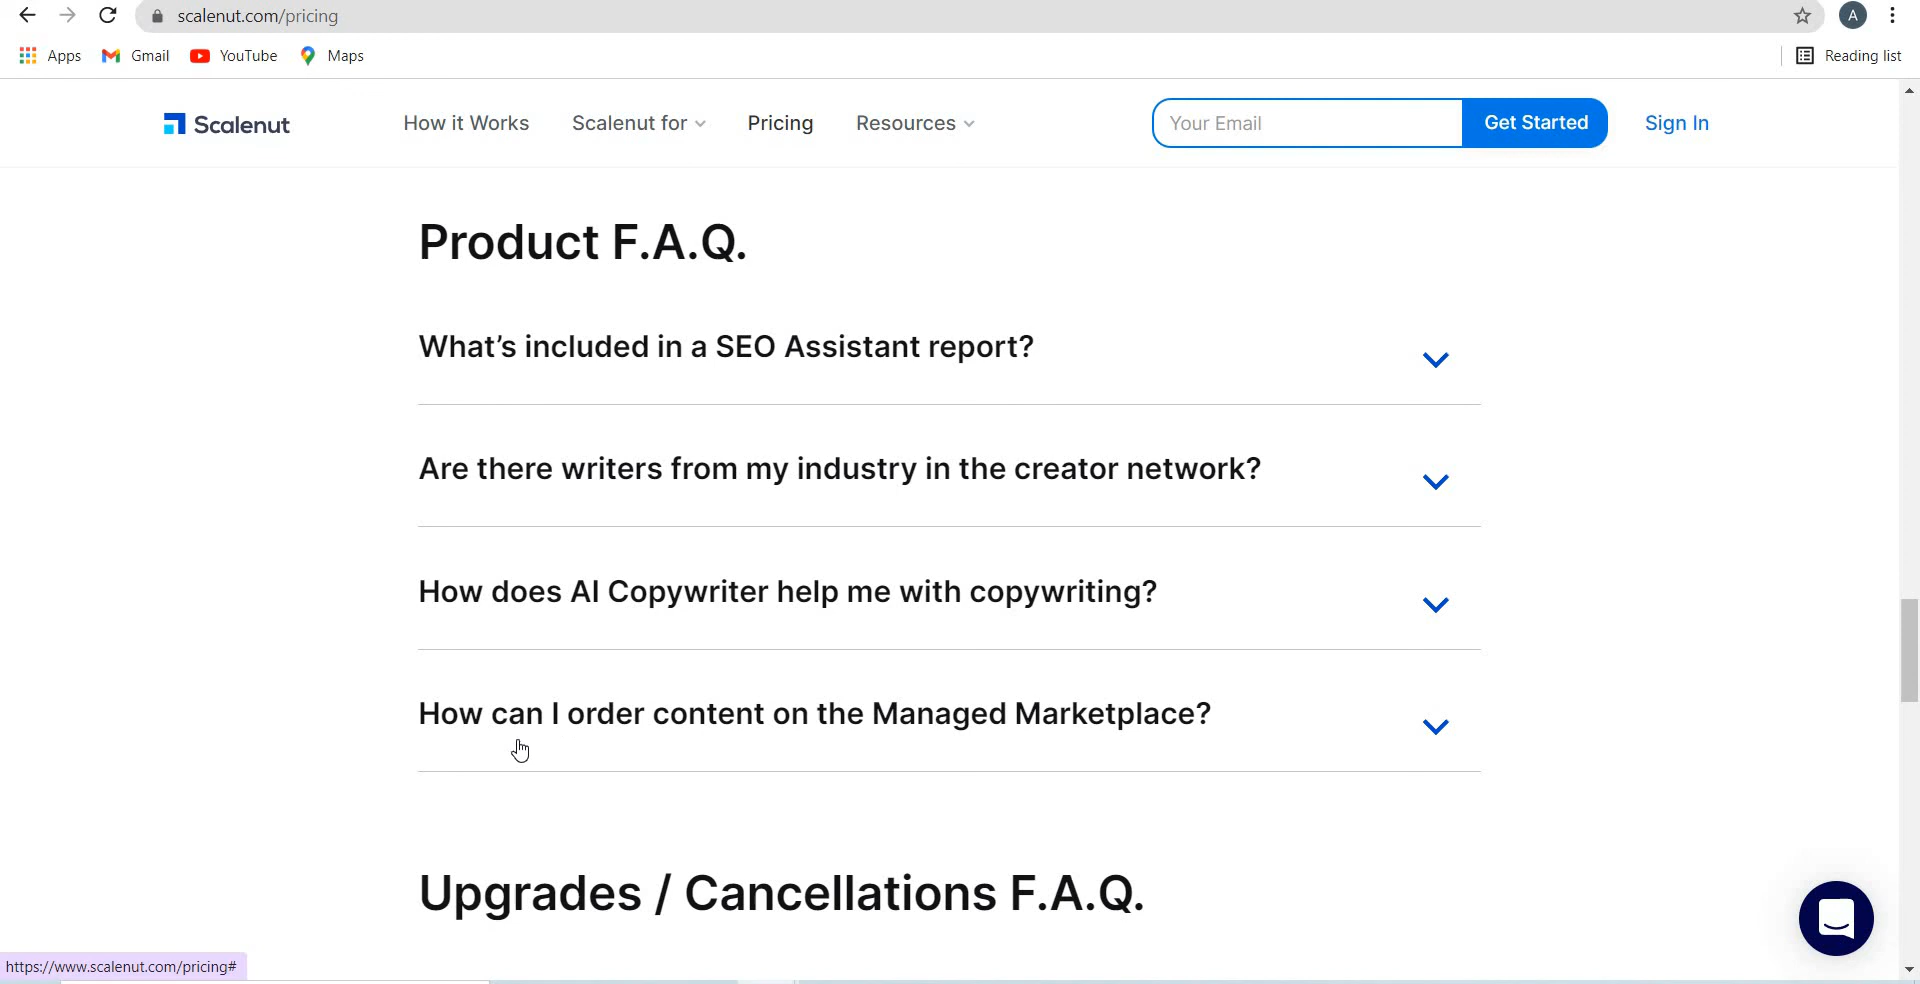 scalenut.com/pricing
A
Apps Gmail YouTube Maps Reading list
Scalenut How it Works Scalenut for Pricing Resources Your Email Get Started Sign In
Product F.A.Q.
What’s included in a SEO Assistant report?
Are there writers from my industry in the creator network?
How does AI Copywriter help me with copywriting?
How can I order content on the Managed Marketplace?
Upgrades / Cancellations F.A.Q.
https://www.scalenut.com/pricing#